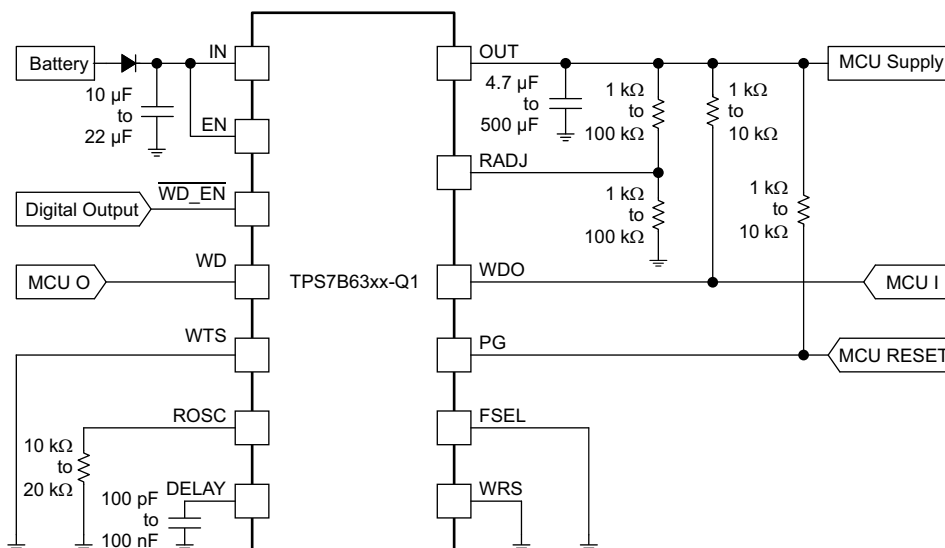 IN
OUT
Battery
MCU Supply
10 µF
to
22 µF
4.7 µF
to
500 µF
1 kΩ
to
100 kΩ
1 kΩ
to
10 kΩ
EN
RADJ
WD_EN
Digital Output
1 kΩ
to
100 kΩ
1 kΩ
to
10 kΩ
WD
MCU O
TPS7B63xx-Q1
WDO
MCU I
WTS
PG
MCU RESET
ROSC
FSEL
10 kΩ
to
20 kΩ
DELAY
WRS
100 pF
to
100 nF